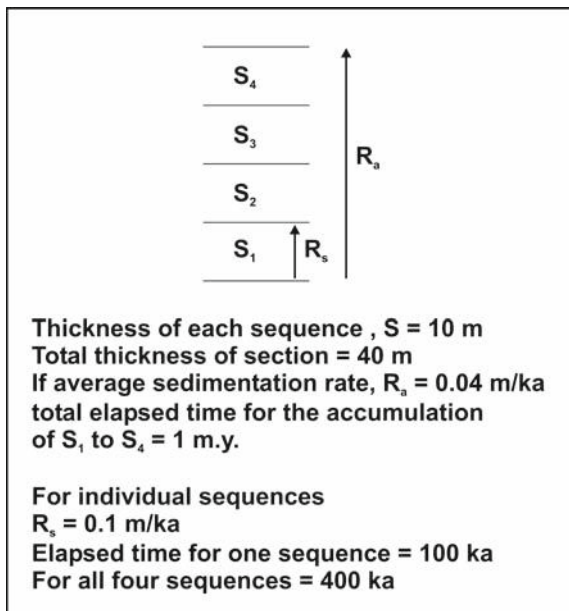 S₄
S₃
Rₐ
S₂
S₁
Rₛ
Thickness of each sequence , S = 10 m
Total thickness of section = 40 m
If average sedimentation rate, Rₐ = 0.04 m/ka
total elapsed time for the accumulation
of S₁ to S₄ = 1 m.y.
For individual sequences
Rₛ = 0.1 m/ka
Elapsed time for one sequence = 100 ka
For all four sequences = 400 ka